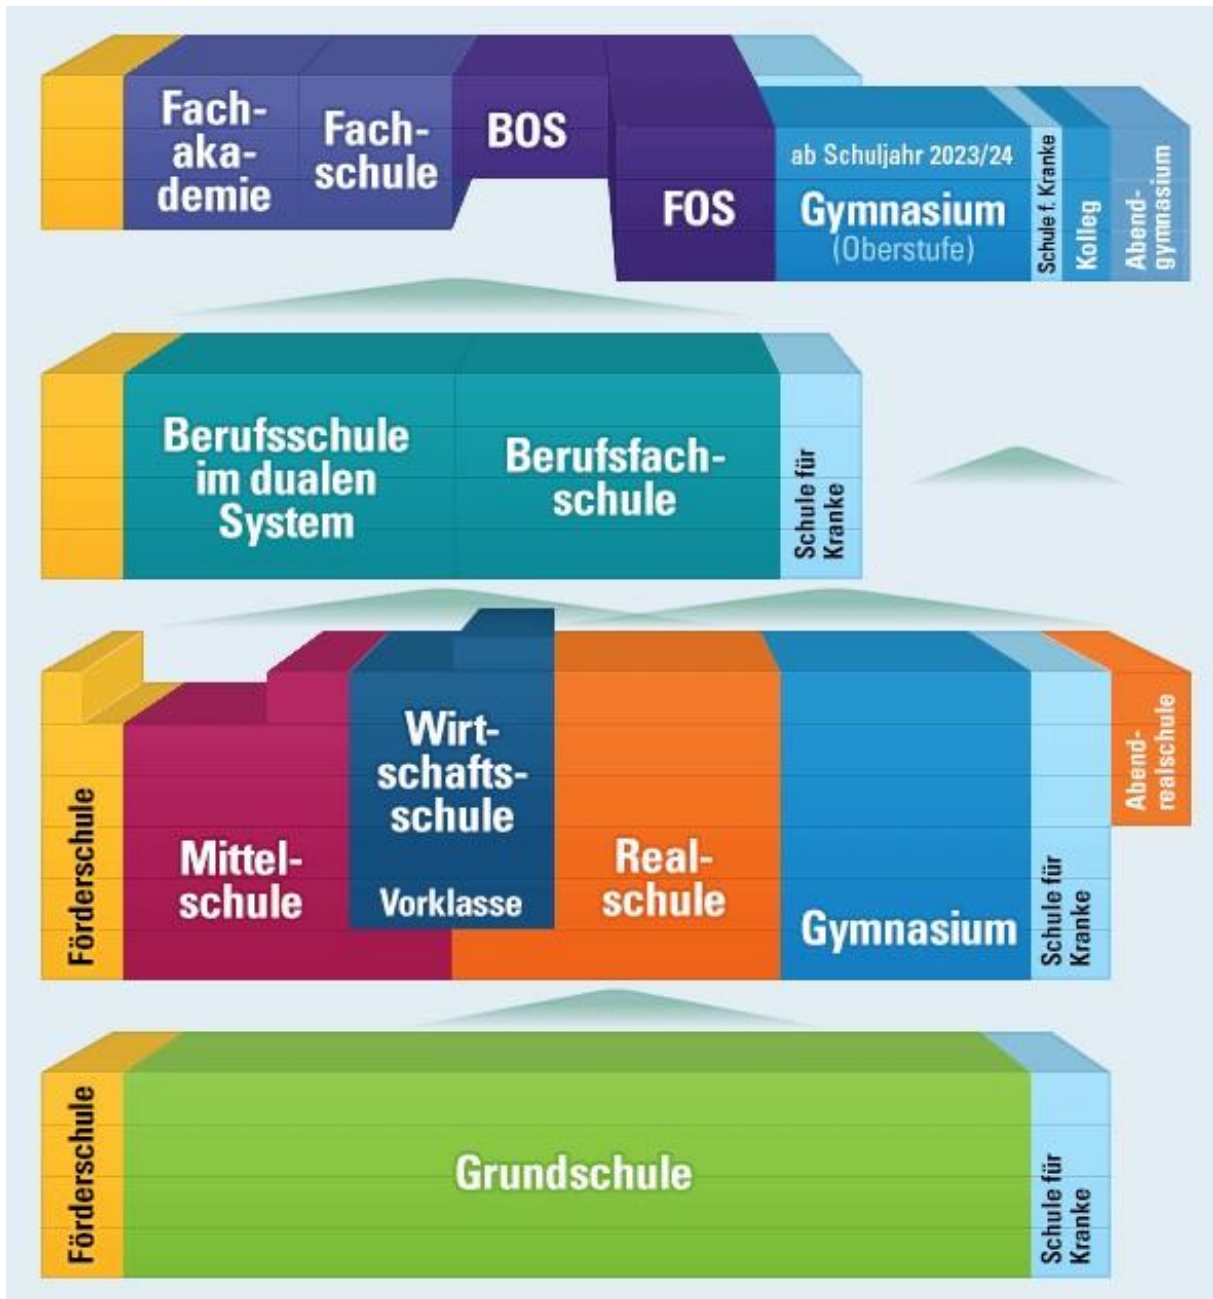 Fach-
aka-
demie
Fach-
schule
BOS
FOS
ab Schuljahr 2023/24
Gymnasium
(Oberstufe)
Schule f. Kranke
Kolleg
Abend-
gymnasium
Berufsschule
im dualen
System
Berufsfach-
schule
Schule für
Kranke
Förderschule
Mittel-
schule
Wirt-
schafts-
schule
Vorklasse
Real-
schule
Gymnasium
Schule für
Kranke
Abend-
realschule
Förderschule
Grundschule
Schule für
Kranke